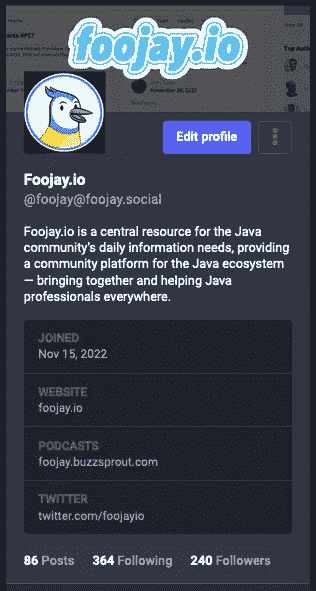 foojay.io
Edit profile
Foojay.io
@foojay@foojay.social
Foojay.io is a central resource for the Java
community's daily information needs, providing
a community platform for the Java ecosystem
— bringing together and helping Java
professionals everywhere.
JOINED
Nov 15, 2022
WEBSITE
foojay.io
PODCASTS
foojay.buzzsprout.com
TWITTER
twitter.com/foojayio
86 Posts 364 Following 240 Followers